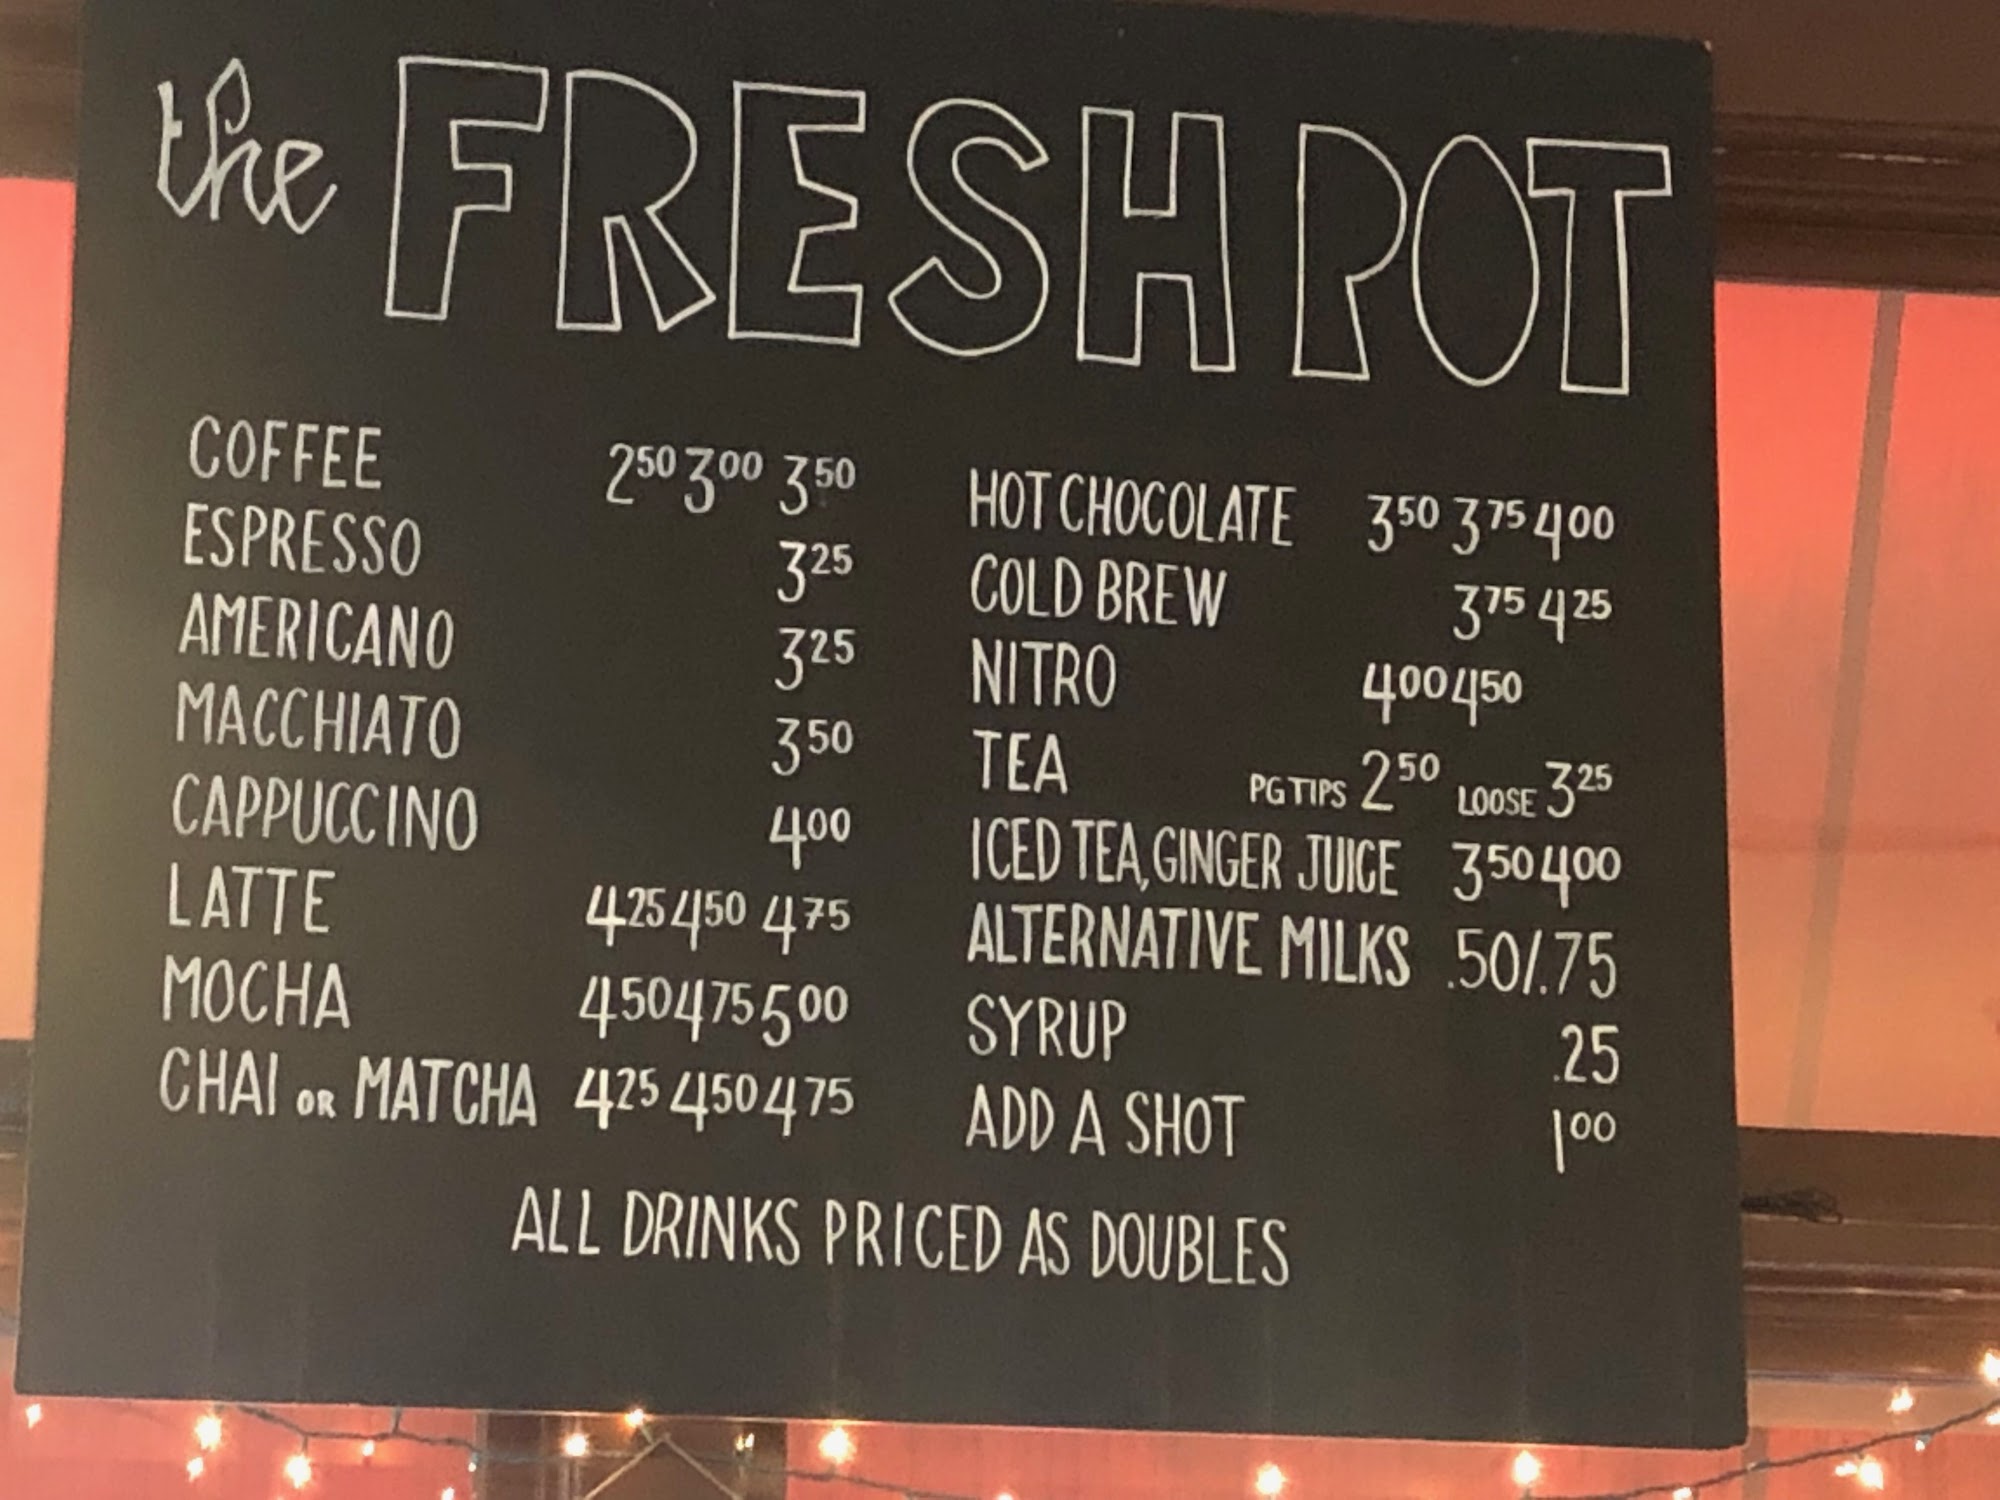 the FRESH POT
COFFEE 2.50 3.00 3.50
ESPRESSO 3.25
AMERICANO 3.25
MACCHIATO 3.50
CAPPUCCINO 4.00
LATTE 4.25 4.50 4.75
MOCHA 4.50 4.75 5.00
CHAI OR MATCHA 4.25 4.50 4.75
HOT CHOCOLATE 3.50 3.75 4.00
COLD BREW 3.75 4.25
NITRO 4.00 4.50
TEA PG TIPS 2.50 LOOSE 3.25
ICED TEA, GINGER JUICE 3.50 4.00
ALTERNATIVE MILKS .50/.75
SYRUP .25
ADD A SHOT 1.00
ALL DRINKS PRICED AS DOUBLES